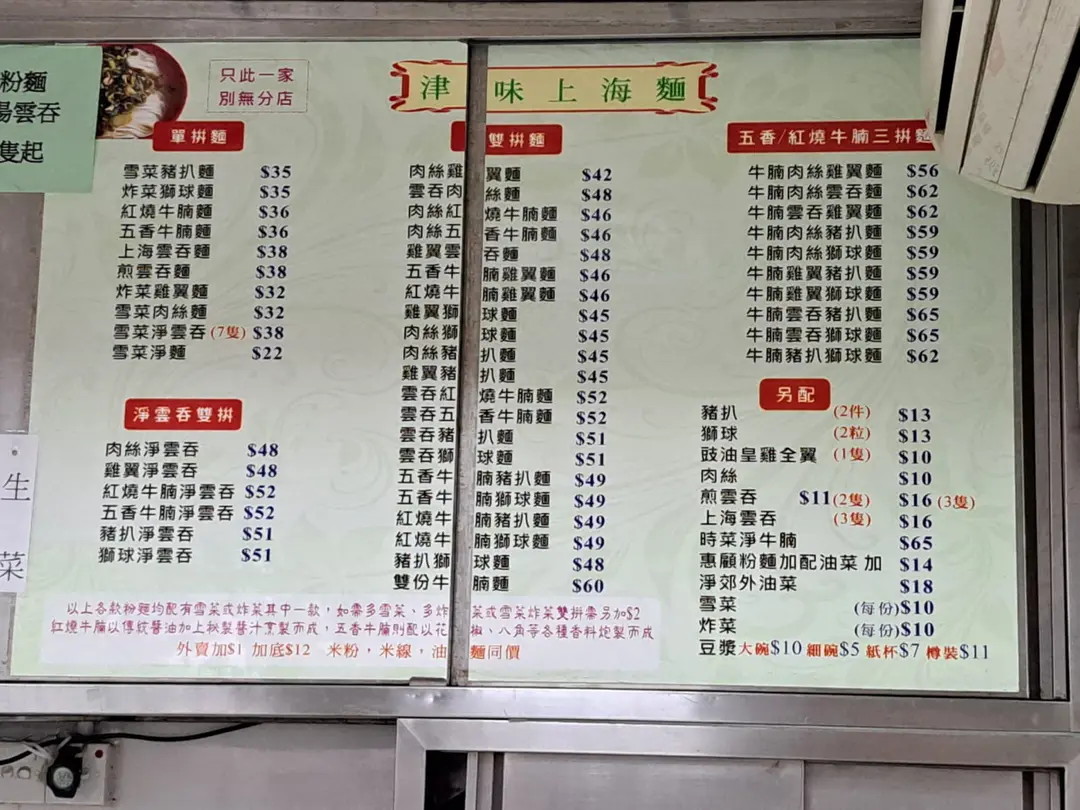 粉麵
湯雲吞
隻起
生
菜
只此一家
別無分店
津味上海麵
單拼麵
雪菜豬扒麵 $35
炸菜獅球麵 $35
紅燒牛腩麵 $36
五香牛腩麵 $36
上海雲吞麵 $38
煎雲吞麵 $38
炸菜雞翼麵 $32
雪菜肉絲麵 $32
雪菜淨雲吞(7隻) $38
雪菜淨麵 $22
淨雲吞雙拼
肉絲淨雲吞 $48
雞翼淨雲吞 $48
紅燒牛腩淨雲吞 $52
五香牛腩淨雲吞 $52
豬扒淨雲吞 $51
獅球淨雲吞 $51
雙拼麵
肉絲雞翼麵 $42
雲吞肉絲麵 $48
肉絲紅燒牛腩麵 $46
肉絲五香牛腩麵 $46
雞翼雲吞麵 $48
五香牛腩雞翼麵 $46
紅燒牛腩雞翼麵 $46
雞翼獅球麵 $45
肉絲獅球麵 $45
肉絲豬扒麵 $45
雞翼豬扒麵 $45
雲吞紅燒牛腩麵 $52
雲吞五香牛腩麵 $52
雲吞豬扒麵 $51
雲吞獅球麵 $51
五香牛腩豬扒麵 $49
五香牛腩獅球麵 $49
紅燒牛腩豬扒麵 $49
紅燒牛腩獅球麵 $49
豬扒獅球麵 $48
雙份牛腩麵 $60
五香/紅燒牛腩三拼麵
牛腩肉絲雞翼麵 $56
牛腩肉絲雲吞麵 $62
牛腩雲吞雞翼麵 $62
牛腩肉絲豬扒麵 $59
牛腩肉絲獅球麵 $59
牛腩雞翼豬扒麵 $59
牛腩雞翼獅球麵 $59
牛腩雲吞豬扒麵 $65
牛腩雲吞獅球麵 $65
牛腩豬扒獅球麵 $62
另配
豬扒 (2件) $13
獅球 (2粒) $13
豉油皇雞全翼 (1隻) $10
肉絲 $10
煎雲吞 $11(2隻) $16(3隻)
上海雲吞 (3隻) $16
時菜淨牛腩 $65
惠顧粉麵加配油菜 加 $14
淨郊外油菜 $18
雪菜 (每份)$10
炸菜 (每份)$10
豆漿大碗$10 細碗$5 紙杯$7 樽裝$11
以上各款粉麵均配有雪菜或炸菜其中一款，如需多雪菜、多炸菜或雪菜炸菜雙拼需另加$2
紅燒牛腩以傳統醬油加上秘製醬汁烹製而成，五香牛腩則配以花椒、八角等各種香料炮製而成
外賣加$1 加底$12 米粉，米線，油麵同價